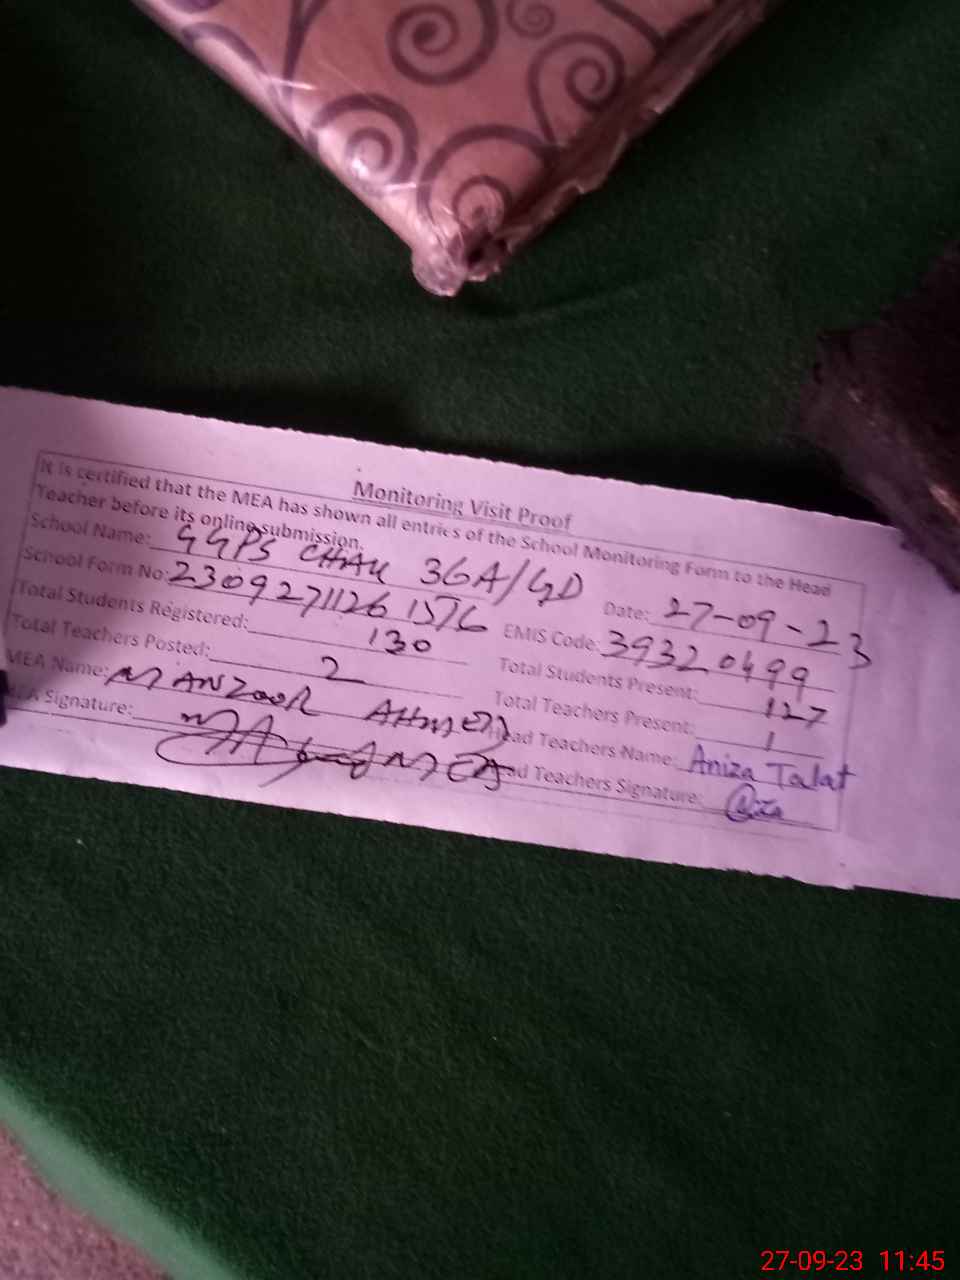 Monitoring Visit Proof
It is certified that the MEA has shown all entries of the School Monitoring Form to the Head
Teacher before its online submission.
School Name: GGPS CHAK 36A/GD Date: 27-09-23
School Form No: 23092711261576 EMIS Code: 39320499
Total Students Registered: 130 Total Students Present: 127
Total Teachers Posted: 2 Total Teachers Present: 1
MEA Name: MANZOOR AHMED Head Teachers Name: Aniza Talat
Signature: MEA Teachers Signature:
27-09-23 11:45